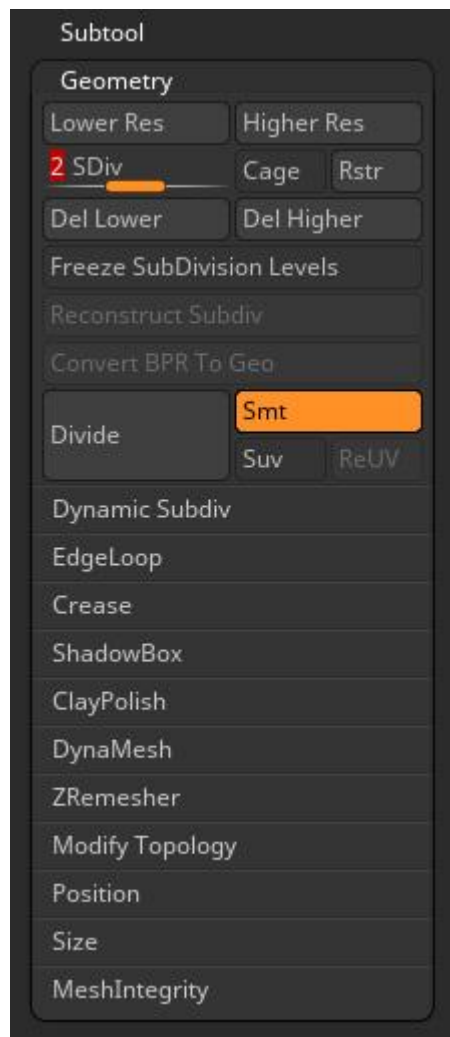 Subtool
Geometry
Lower Res Higher Res
2 SDiv Cage Rstr
Del Lower Del Higher
Freeze SubDivision Levels
Reconstruct Subdiv
Convert BPR To Geo
Divide Smt
Suv ReUV
Dynamic Subdiv
EdgeLoop
Crease
ShadowBox
ClayPolish
DynaMesh
ZRemesher
Modify Topology
Position
Size
MeshIntegrity